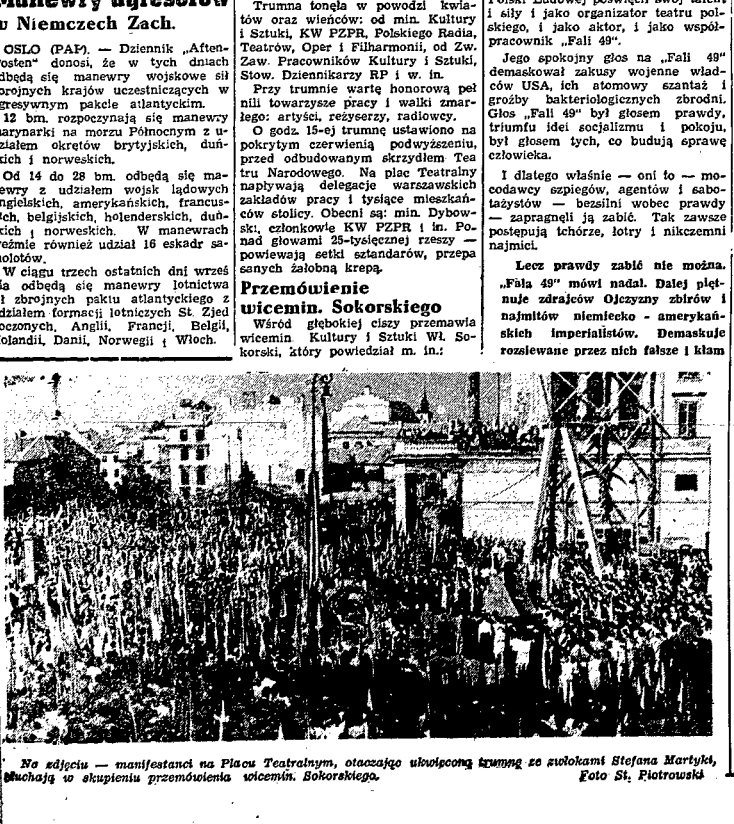 Manewry agresorów
w Niemczech Zach.
OSLO (PAP). — Dziennik „Aften-
posten" donosi, że w tych dniach
odbędą się manewry wojskowe sił
zbrojnych krajów uczestniczących w
agresywnym pakcie atlantyckim.
12 bm. rozpoczynają się manewry
marynarki na morzu Północnym z u-
działem okrętów brytyjskich, duń-
skich i norweskich.
Od 14 do 28 bm. odbędą się ma-
newry z udziałem wojsk lądowych
angielskich, amerykańskich, francus-
kich, belgijskich, holenderskich, duń-
skich i norweskich. W manewrach
weźmie również udział 16 eskadr sa-
molotów.
W ciągu trzech ostatnich dni wrześ
nia odbędą się manewry lotnictwa
sił zbrojnych paktu atlantyckiego z
udziałem formacji lotniczych St. Zjed
noczonych, Anglii, Francji, Belgii,
Holandii, Danii, Norwegii i Włoch.
Trumna tonęła w powodzi kwia-
tów oraz wieńców: od min. Kultury
i Sztuki, KW PZPR, Polskiego Radia,
Teatrów, Oper i Filharmonii, od Zw.
Zaw. Pracowników Kultury i Sztuki,
Stow. Dziennikarzy RP i w. in.
Przy trumnie wartę honorową peł
nili towarzysze pracy i walki zmar-
łego: artyści, reżyserzy, radiowcy.
O godz. 15-ej trumnę ustawiono na
pokrytym czerwienią podwyższeniu,
przed odbudowanym skrzydłem Tea
tru Narodowego. Na plac Teatralny
napływają delegacje warszawskich
zakładów pracy i tysiące mieszkań-
ców stolicy. Obecni są: min. Dybow-
ski, członkowie KW PZPR i in. Po-
nad głowami 25-tysięcznej rzeszy —
powiewają setki sztandarów, przepa
sanych żałobną krepą.
Przemówienie
wicemin. Sokorskiego
Wśród głębokiej ciszy przemawia
wicemin. Kultury i Sztuki Wł. So-
korski, który powiedział m. in.:
Polski Ludowej poświęcił swój talent
i siły i jako organizator teatru pol-
skiego, i jako aktor, i jako współ-
pracownik „Fali 49".
Jego spokojny głos na „Fali 49"
demaskował zakusy wojenne wład-
ców USA, ich atomowy szantaż i
groźby bakteriologicznych zbrodni.
Głos „Fali 49" był głosem prawdy,
triumfu idei socjalizmu i pokoju,
był głosem tych, co budują sprawę
człowieka.
I dlatego właśnie — oni to — mo-
codawcy szpiegów, agentów i sabo-
tażystów — bezsilni wobec prawdy
— zapragnęli ją zabić. Tak zawsze
postępują tchórze, łotry i nikczemni
najmici.
Lecz prawdy zabić nie można.
„Fala 49" mówi nadal. Dalej pięt-
nuje zdrajców Ojczyzny zbirów i
najmitów niemiecko - amerykań-
skich imperialistów. Demaskuje
rozsiewane przez nich fałsze i kłam
Na zdjęciu — manifestanci na Placu Teatralnym, otaczając ukwieconą trumnę ze zwłokami Stefana Martyki,
słuchają w skupieniu przemówienia wicemin. Sokorskiego. Foto St. Piotrowski